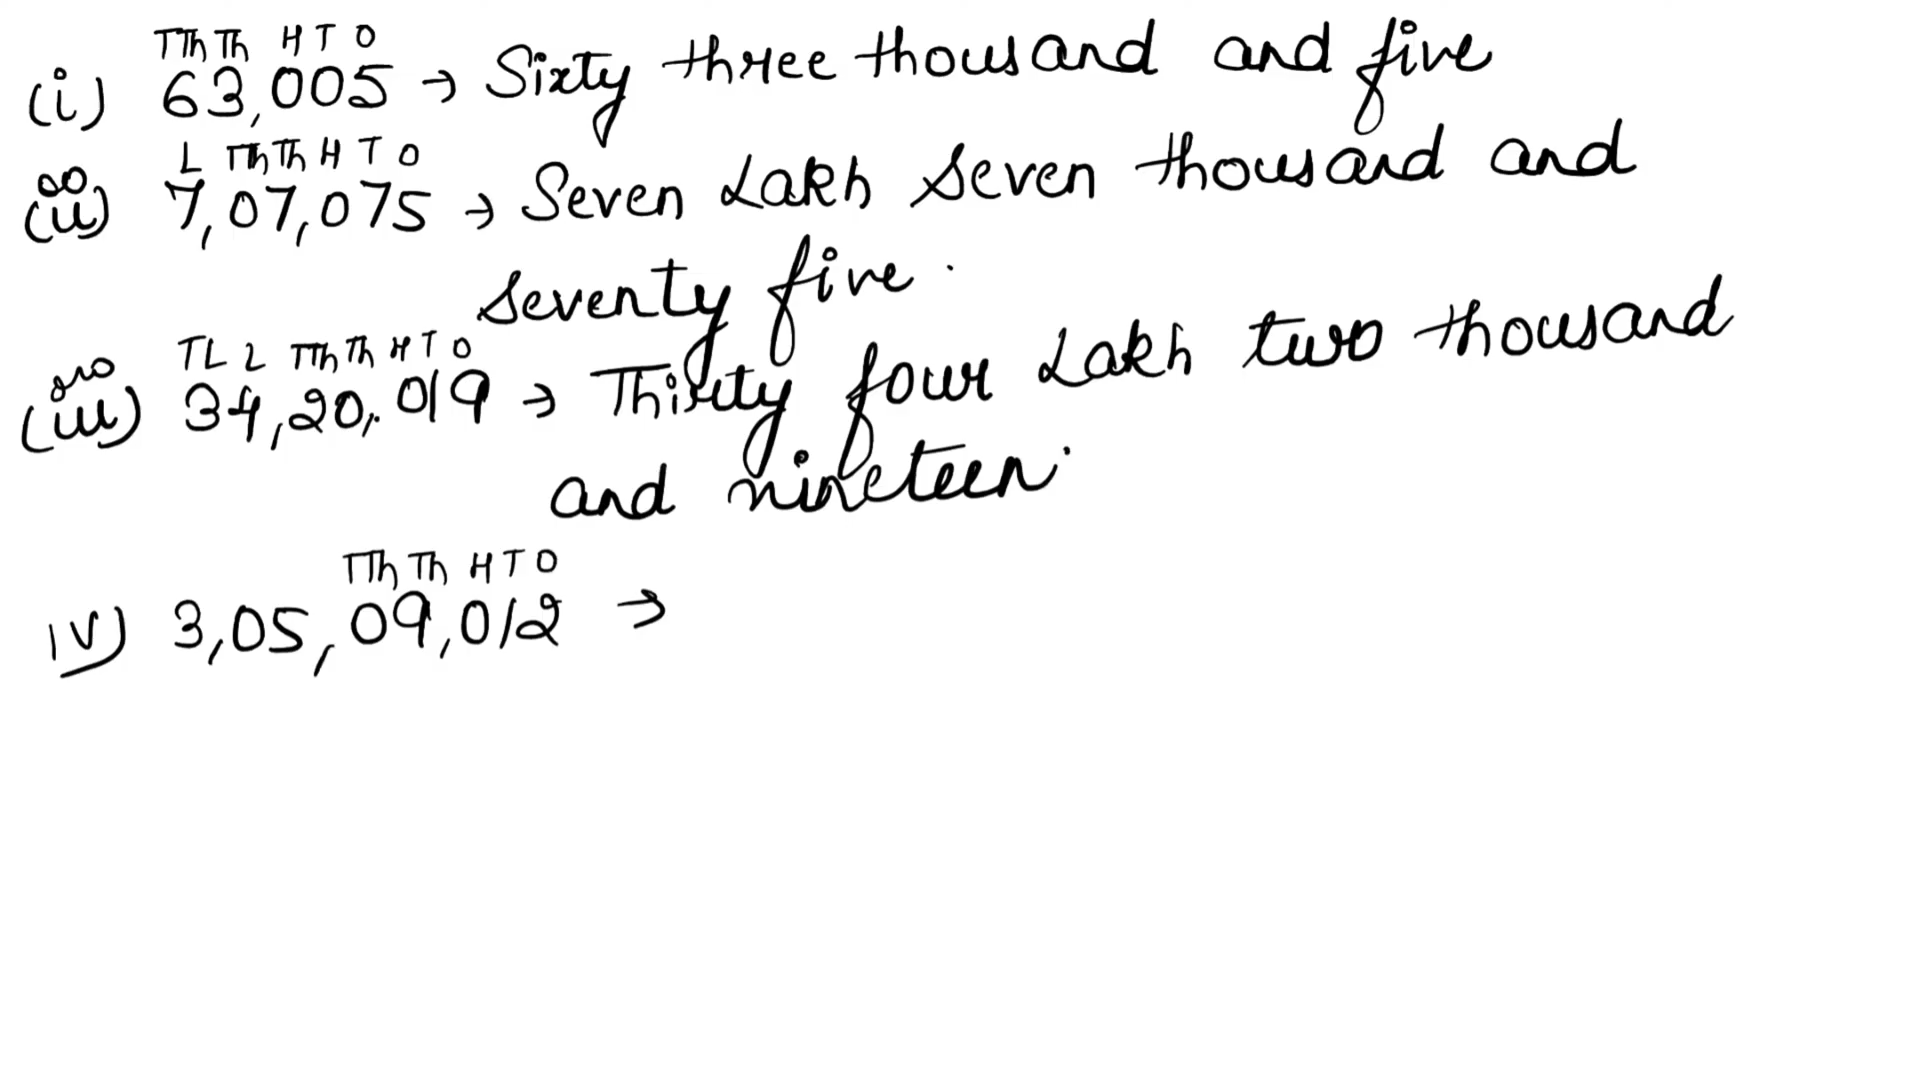 TTh Th H T O
(i) 63,005 → Sixty three thousand and five
L TTh Th H T O
(ii) 7,07,075 → Seven Lakh seven thousand and
seventy five.
TL L TTh Th H T O
(iii) 34,20,019 → Thirty four Lakh two thousand
and nineteen.
TTh Th H T O
iv) 3,05,09,012 →